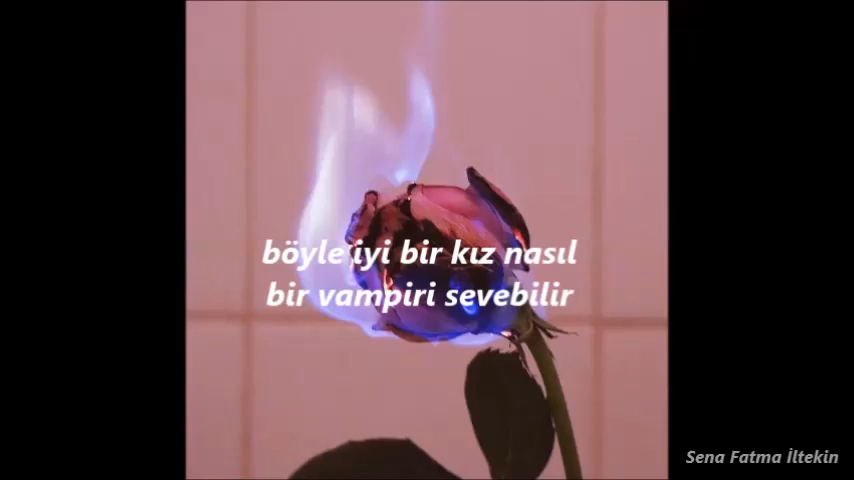 böyle iyi bir kız nasıl
bir vampiri sevebilir
Sena Fatma İltekin